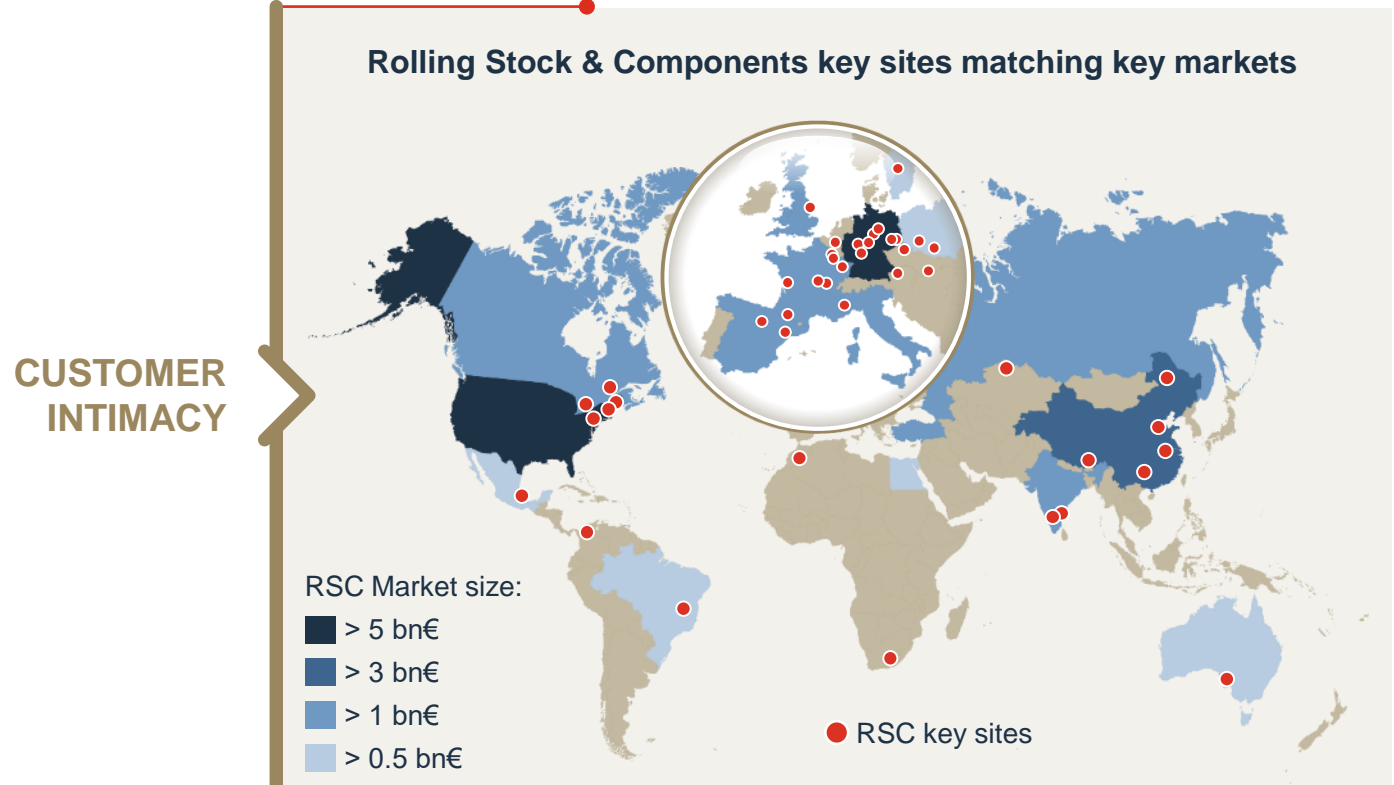 Rolling Stock & Components key sites matching key markets
CUSTOMER
INTIMACY
RSC Market size:
> 5 bn€
> 3 bn€
> 1 bn€
> 0.5 bn€
RSC key sites